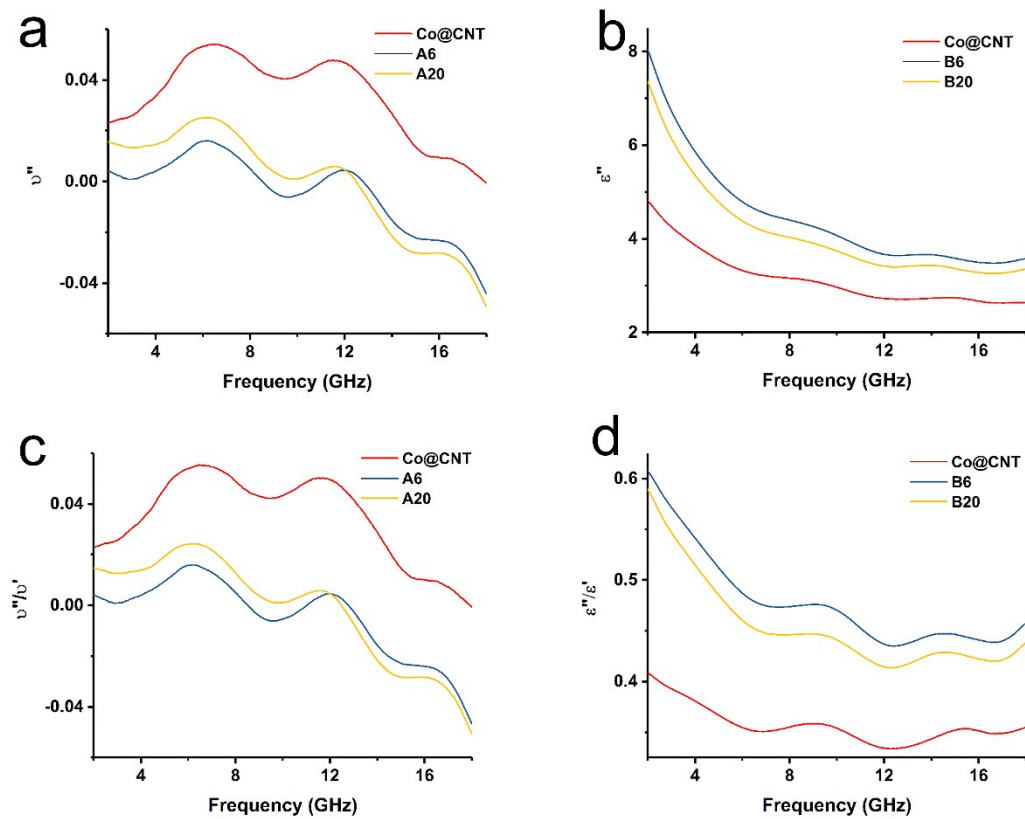 a
Co@CNT
A6
A20
υ"
0.04
0.00
-0.04
4
8
12
16
Frequency (GHz)
b
Co@CNT
B6
B20
ε"
8
6
4
2
4
8
12
16
Frequency (GHz)
c
Co@CNT
A6
A20
υ"/υ'
0.04
0.00
-0.04
4
8
12
16
Frequency (GHz)
d
Co@CNT
B6
B20
ε"/ε'
0.6
0.5
0.4
4
8
12
16
Frequency (GHz)